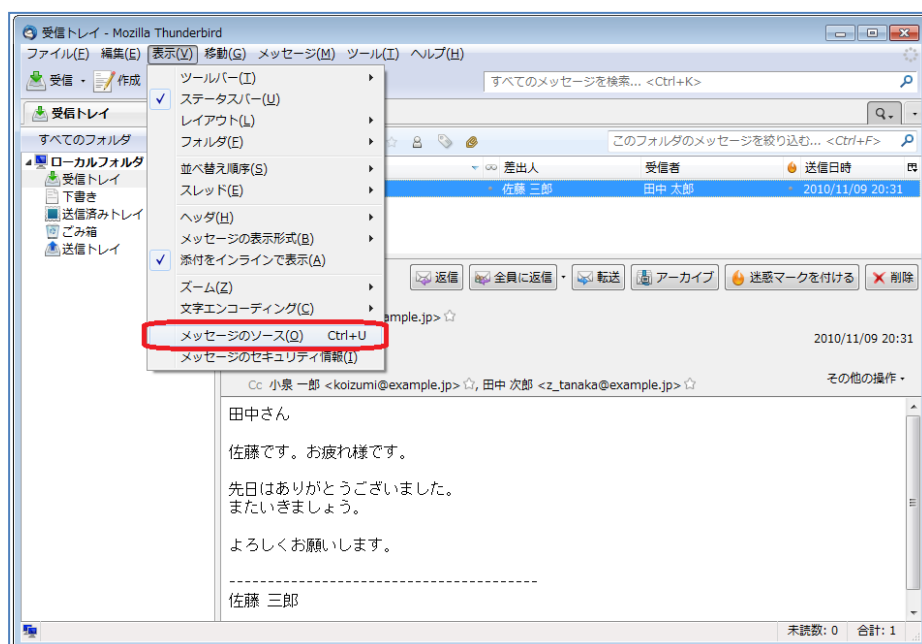 受信トレイ - Mozilla Thunderbird
ファイル(F) 編集(E) 表示(V) 移動(G) メッセージ(M) ツール(T) ヘルプ(H)
受信 作成
すべてのメッセージを検索... <Ctrl+K>
受信トレイ
すべてのフォルダ
このフォルダのメッセージを絞り込む... <Ctrl+F>
ローカルフォルダ
受信トレイ
下書き
送信済みトレイ
ごみ箱
送信トレイ
ツールバー(T)
ステータスバー(U)
レイアウト(L)
フォルダ(F)
並べ替え順序(S)
スレッド(E)
ヘッダ(H)
メッセージの表示形式(B)
添付をインラインで表示(A)
ズーム(Z)
文字エンコーディング(C)
メッセージのソース(O) Ctrl+U
メッセージのセキュリティ情報(I)
差出人 受信者 送信日時
佐藤 三郎 田中 太郎 2010/11/09 20:31
返信 全員に返信 転送 アーカイブ 迷惑マークを付ける 削除
ample.jp>
2010/11/09 20:31
その他の操作
Cc 小泉 一郎 <koizumi@example.jp>, 田中 次郎 <z_tanaka@example.jp>
田中さん
佐藤です。お疲れ様です。
先日はありがとうございました。
またいきましょう。
よろしくお願いします。
----------------------------------------
佐藤 三郎
未読数: 0 合計: 1